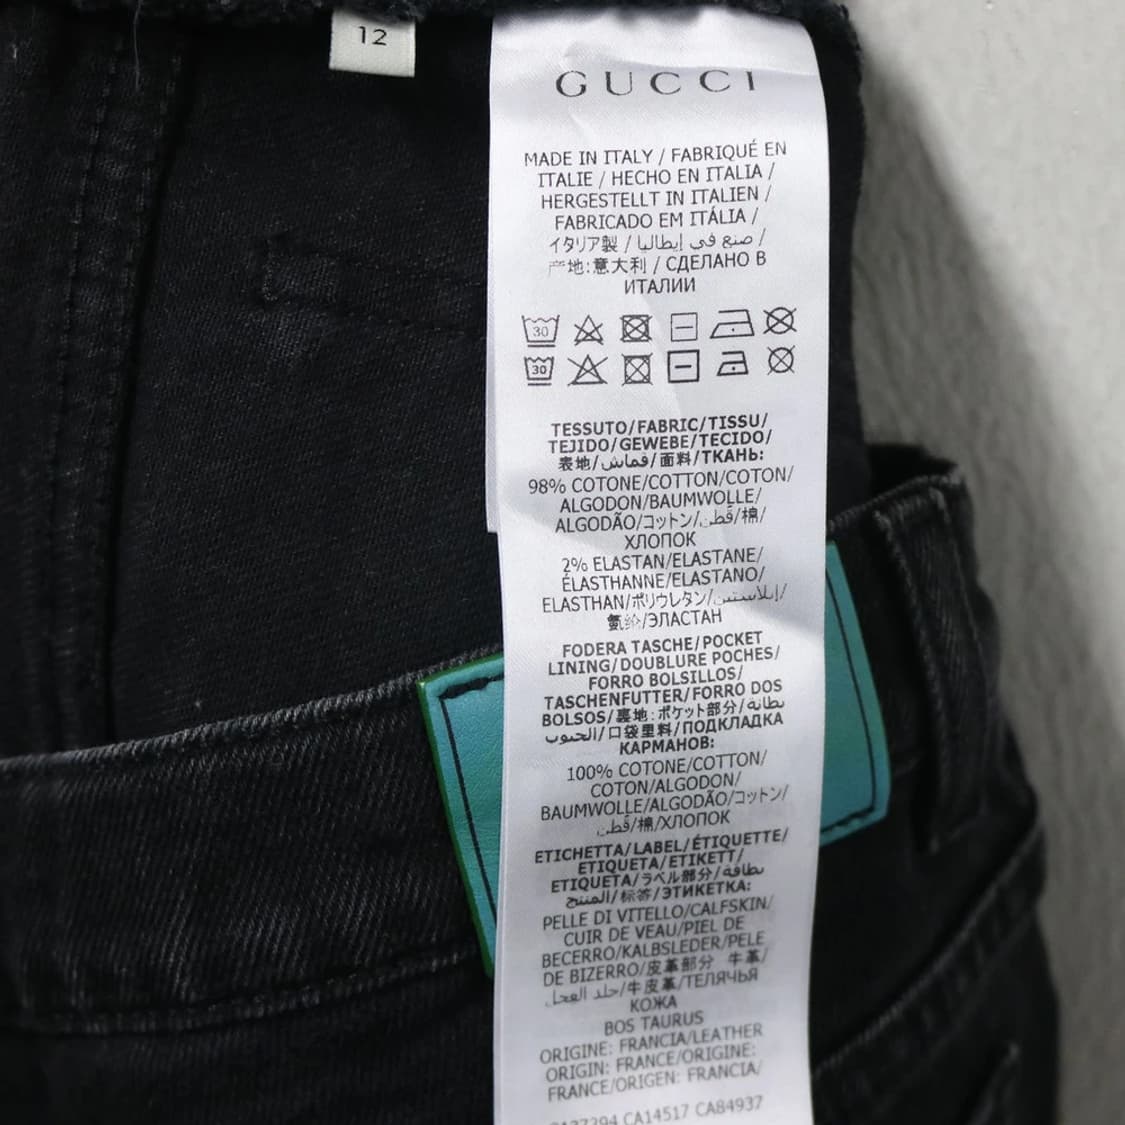 12
GUCCI
MADE IN ITALY / FABRIQUÉ EN
ITALIE / HECHO EN ITALIA /
HERGESTELLT IN ITALIEN /
FABRICADO EM ITÁLIA /
イタリア製 / صنع في إيطاليا /
产地:意大利 / СДЕЛАНО В
ИТАЛИИ
30
30
TESSUTO/FABRIC/TISSU/
TEJIDO/GEWEBE/TECIDO/
表地/قماش/面料/ТКАНЬ:
98% COTONE/COTTON/COTON/
ALGODON/BAUMWOLLE/
ALGODÃO/コットン/قطن/棉/
ХЛОПОК
2% ELASTAN/ELASTANE/
ÉLASTHANNE/ELASTANO/
ELASTHAN/ポリウレタン/إيلاستين/
氨纶/ЭЛАСТАН
FODERA TASCHE/POCKET
LINING/DOUBLURE POCHES/
FORRO BOLSILLOS/
TASCHENFUTTER/FORRO DOS
BOLSOS/裏地:ポケット部分/بطانة
الجيوب/口袋里料/ПОДКЛАДКА
КАРМАНОВ:
100% COTONE/COTTON/
COTON/ALGODON/
BAUMWOLLE/ALGODÃO/コットン/
قطن/棉/ХЛОПОК
ETICHETTA/LABEL/ÉTIQUETTE/
ETIQUETA/ETIKETT/
ETIQUETA/ラベル部分/بطاقة
المنتج/标签/ЭТИКЕТКА:
PELLE DI VITELLO/CALFSKIN/
CUIR DE VEAU/PIEL DE
BECERRO/KALBSLEDER/PELE
DE BIZERRO/皮革部分 牛革/
جلد العجل/牛皮革/ТЕЛЯЧЬЯ
КОЖА
BOS TAURUS
ORIGINE: FRANCIA/LEATHER
ORIGIN: FRANCE/ORIGINE:
FRANCE/ORIGEN: FRANCIA/
CA14517 CA84937